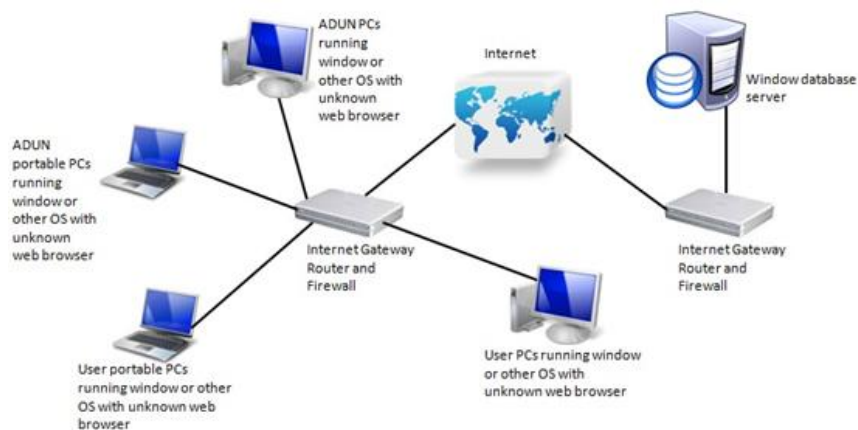 ADUN PCs
running
window or
other OS with
unknown
web browser
Internet
Window database
server
ADUN
portable PCs
running
window or
other OS with
unknown
web browser
Internet Gateway
Router and
Firewall
Internet Gateway
Router and
Firewall
User portable PCs
running window or other
OS with unknown web
browser
User PCs running window
or other OS with
unknown web browser